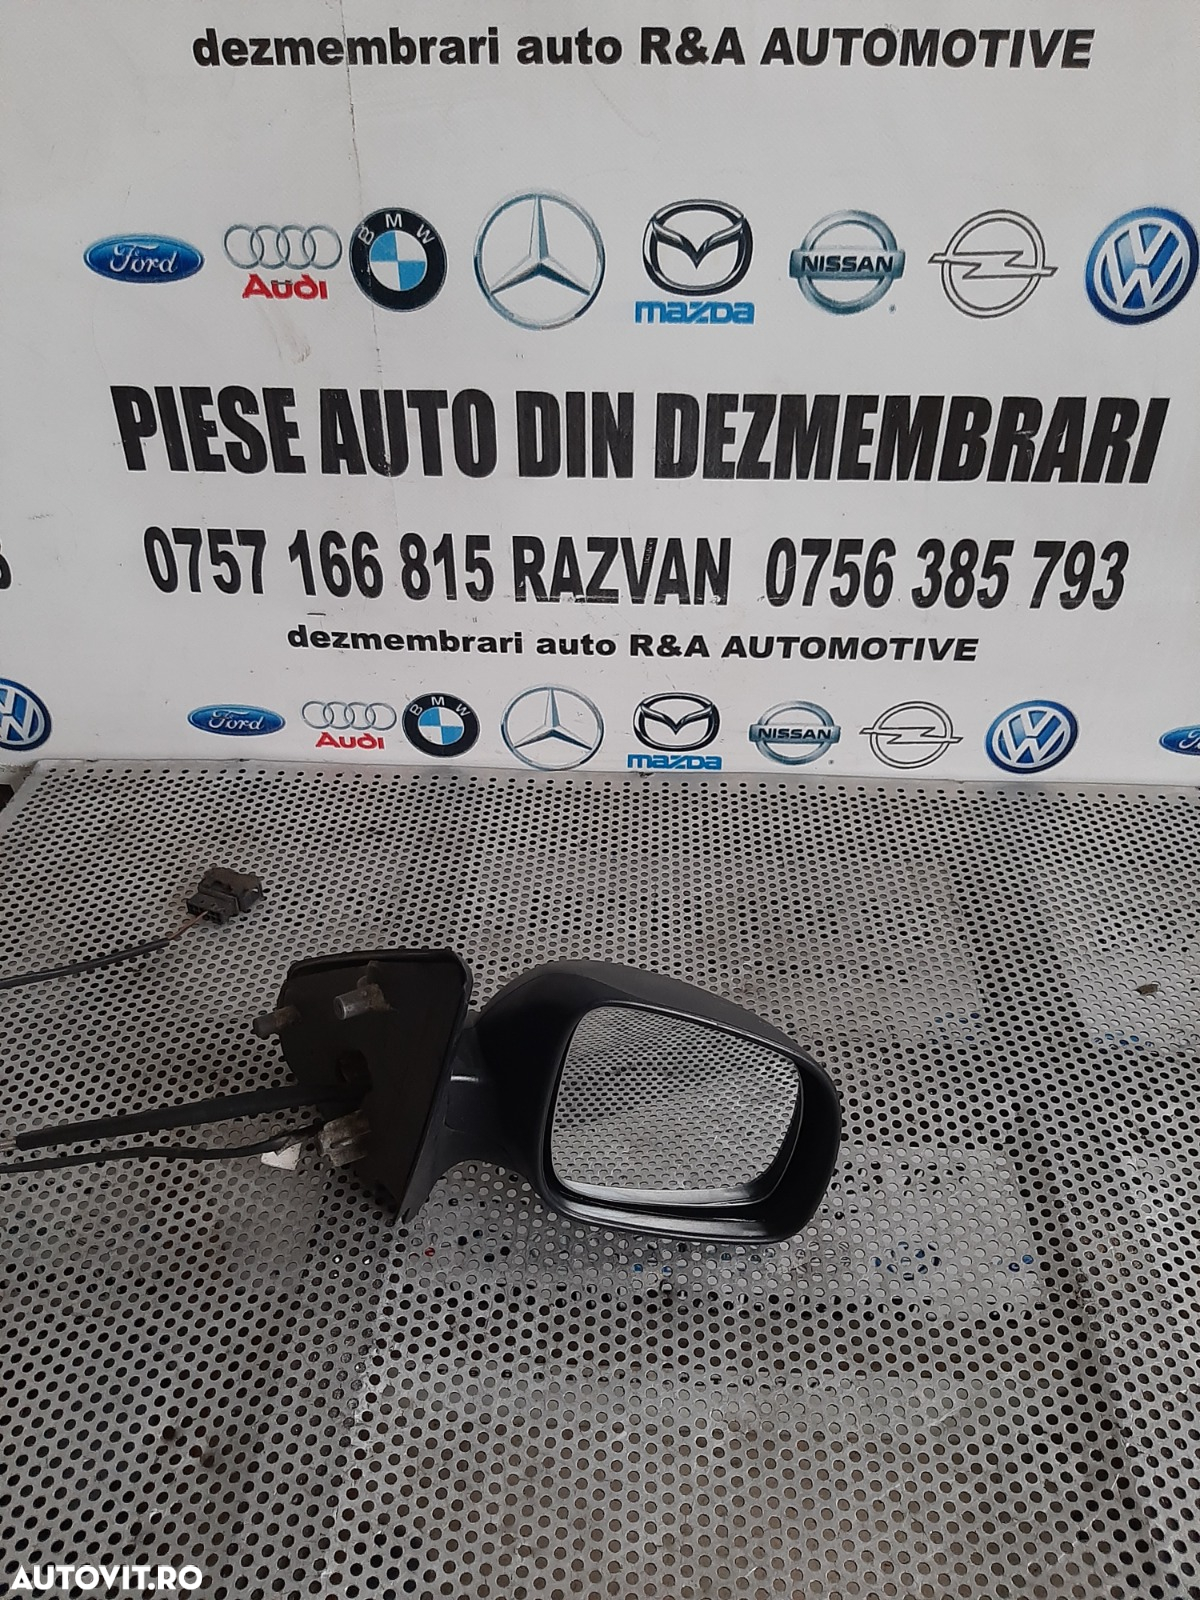 dezmembrari auto R&A AUTOMOTIVE
Ford Audi BMW mazda NISSAN
PIESE AUTO DIN DEZMEMBRARI
0757 166 815 RAZVAN 0756 385 793
dezmembrari auto R&A AUTOMOTIVE
Ford Audi BMW mazda NISSAN
AUTOVIT.RO